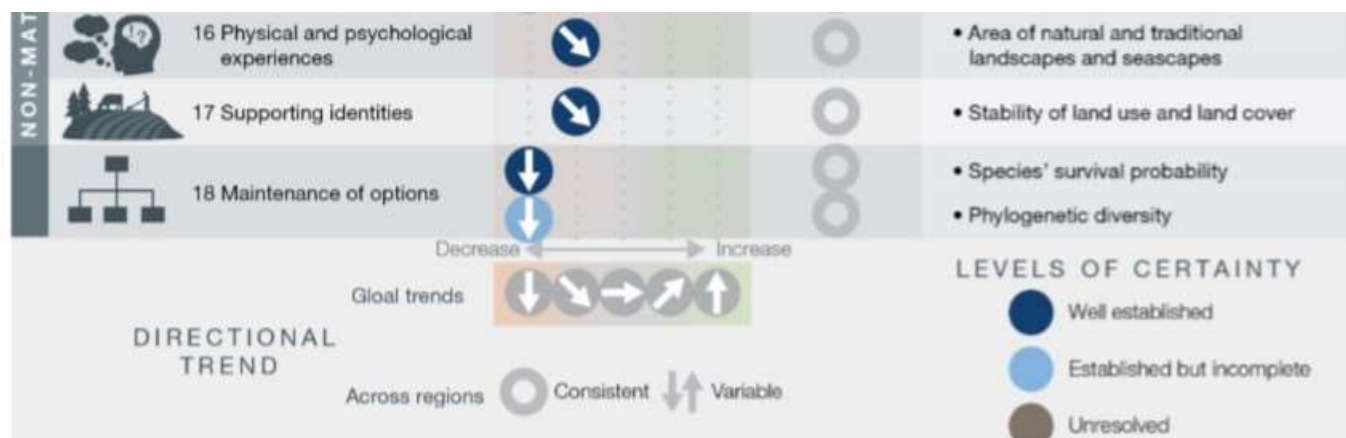 NON-MAT
16 Physical and psychological
experiences
• Area of natural and traditional
landscapes and seascapes
17 Supporting identities
• Stability of land use and land cover
18 Maintenance of options
• Species' survival probability
• Phylogenetic diversity
Decrease
Increase
Gloal trends
DIRECTIONAL
TREND
Across regions
Consistent
Variable
LEVELS OF CERTAINTY
Well established
Established but incomplete
Unresolved